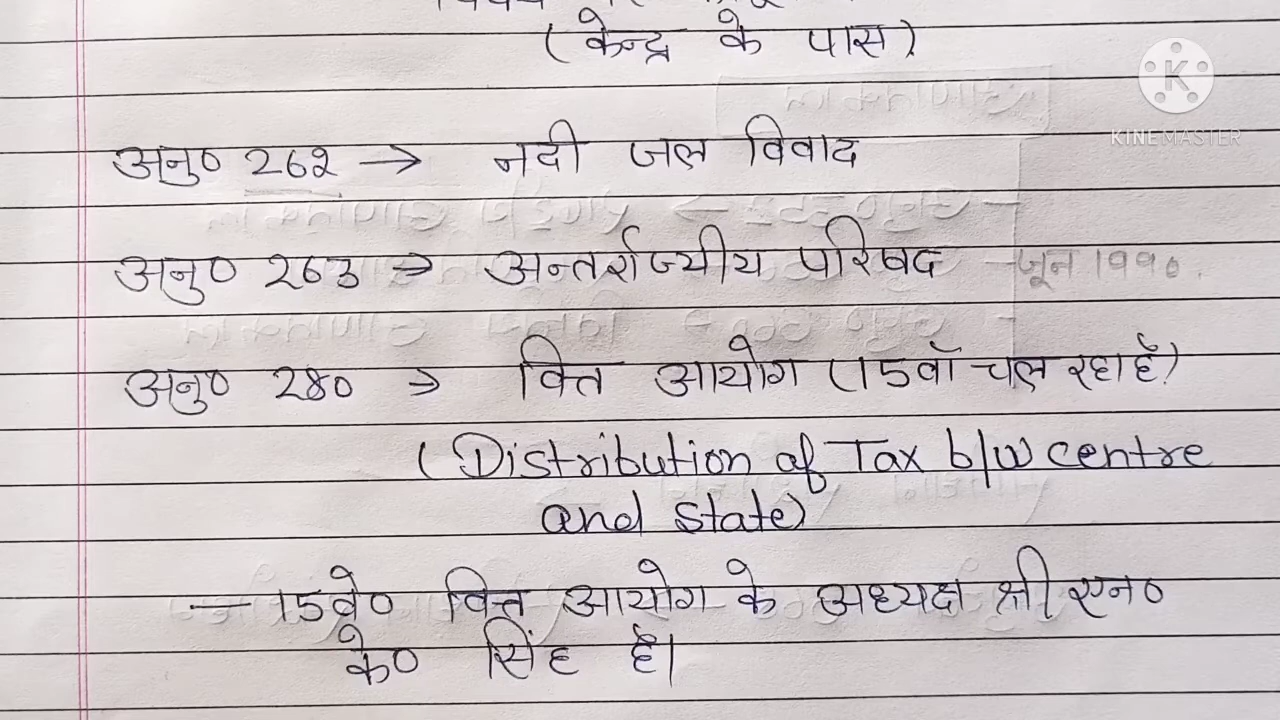 (केन्द्र के पास)
अनु० 262 → नदी जल विवाद
अनु० 263 → अन्तर्राज्यीय परिषद - जून 1990.
अनु० 280 → वित्त आयोग (15वाँ चल रहा है)
(Distribution of Tax b/w centre
and state)
- 15वे० वित्त आयोग के अध्यक्ष श्री एन०
के० सिंह है।
KINEMASTER